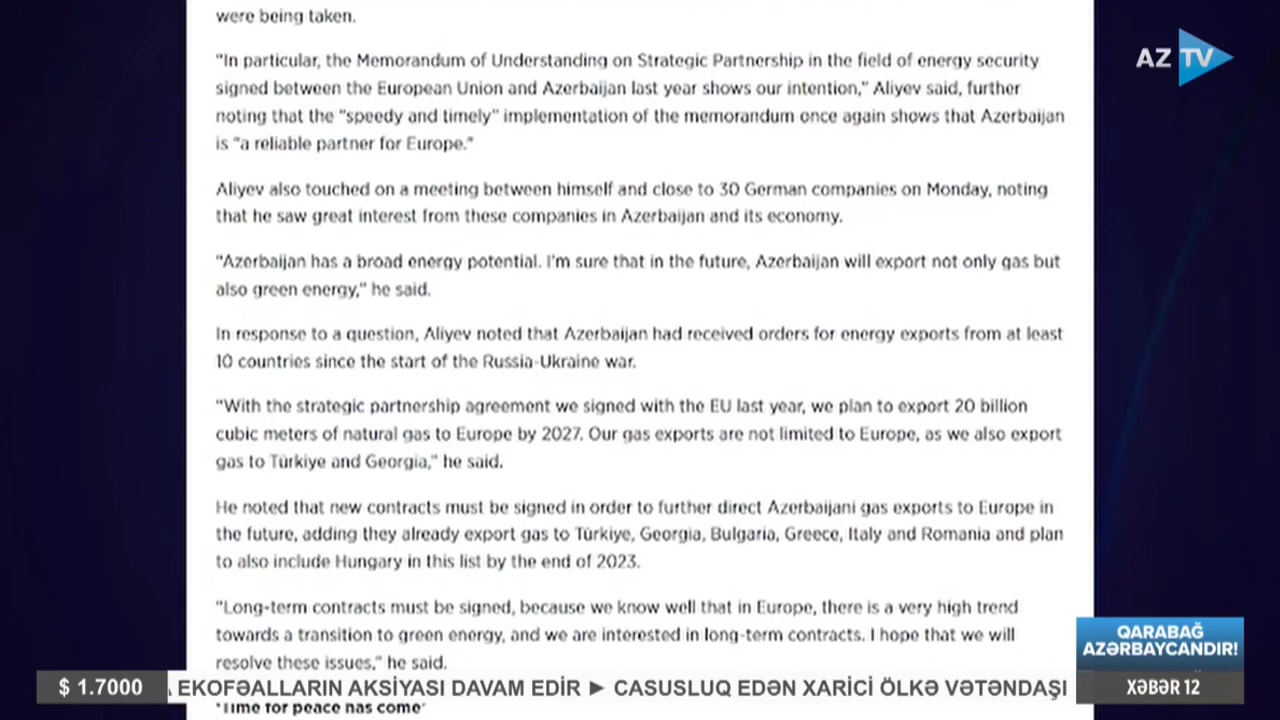 were being taken.
AZ TV
"In particular, the Memorandum of Understanding on Strategic Partnership in the field of energy security
signed between the European Union and Azerbaijan last year shows our intention," Aliyev said, further
noting that the "speedy and timely" implementation of the memorandum once again shows that Azerbaijan
is "a reliable partner for Europe."
Aliyev also touched on a meeting between himself and close to 30 German companies on Monday, noting
that he saw great interest from these companies in Azerbaijan and its economy.
"Azerbaijan has a broad energy potential. I'm sure that in the future, Azerbaijan will export not only gas but
also green energy," he said.
In response to a question, Aliyev noted that Azerbaijan had received orders for energy exports from at least
10 countries since the start of the Russia-Ukraine war.
"With the strategic partnership agreement we signed with the EU last year, we plan to export 20 billion
cubic meters of natural gas to Europe by 2027. Our gas exports are not limited to Europe, as we also export
gas to Türkiye and Georgia," he said.
He noted that new contracts must be signed in order to further direct Azerbaijani gas exports to Europe in
the future, adding they already export gas to Türkiye, Georgia, Bulgaria, Greece, Italy and Romania and plan
to also include Hungary in this list by the end of 2023.
"Long-term contracts must be signed, because we know well that in Europe, there is a very high trend
towards a transition to green energy, and we are interested in long-term contracts. I hope that we will
resolve these issues," he said.
QARABAĞ
AZƏRBAYCANDIR!
$ 1.7000
EKOFƏALLARIN AKSİYASI DAVAM EDİR ► CASUSLUQ EDƏN XARİCİ ÖLKƏ VƏTƏNDAŞI
XƏBƏR 12
'Time for peace has come'